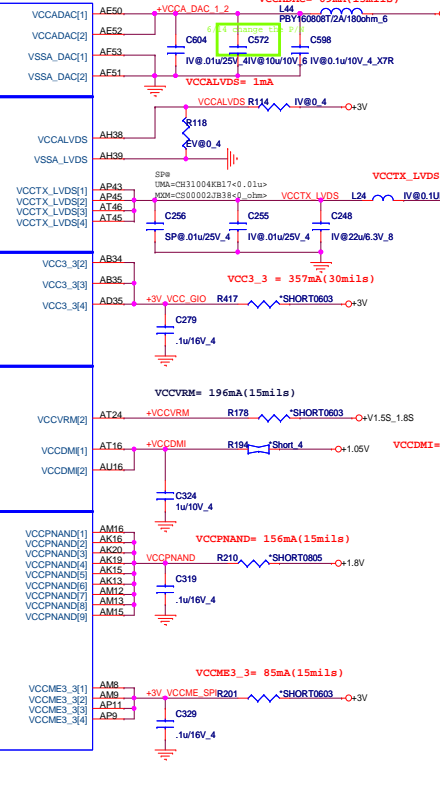 VCCADAC= 69mA(15mils)
VCCADAC[1] AE50 +VCCA_DAC_1_2 L44 PBY160808T/2A/180ohm_6
VCCADAC[2] AE52
VSSA_DAC[1] AF53 C604 C572 C598
VSSA_DAC[2] AF51 IV@.01u/25V_4 IV@10u/10V_6 IV@0.1u/10V_4_X7R
VCCALVDS= 1mA
VCCALVDS R114 IV@0_4 +3V
R118
VCCALVDS AH38
EV@0_4
VSSA_LVDS AH39
SP@
UMA=CH31004KB17<0.01u>
VCCTX_LVDS
VCCTX_LVDS[1] AP43
VCCTX_LVDS[2] AP45 VCCTX_LVDS L24 IV@0.1U
VCCTX_LVDS[3] AT46
VCCTX_LVDS[4] AT45
C256 C255 C248
SP@.01u/25V_4 IV@.01u/25V_4 IV@22u/6.3V_8
VCC3_3[2] AB34
VCC3_3[3] AB35
VCC3_3 = 357mA(30mils)
VCC3_3[4] AD35 +3V_VCC_GIO R417 *SHORT0603 +3V
C279
.1u/16V_4
VCCVRM= 196mA(15mils)
VCCVRM[2] AT24 +VCCVRM R178 *SHORT0603 +V1.5S_1.8S
VCCDMI[1] AT16 +VCCDMI R194 *Short_4 +1.05V VCCDMI=
VCCDMI[2] AU16
C324
1u/10V_4
VCCPNAND[1] AM16
VCCPNAND[2] AK16 VCCPNAND= 156mA(15mils)
VCCPNAND[3] AK20
VCCPNAND[4] AK19 VCCPNAND R210 *SHORT0805 +1.8V
VCCPNAND[5] AK15
VCCPNAND[6] AK13
VCCPNAND[7] AM12 C319
VCCPNAND[8] AM13 .1u/16V_4
VCCPNAND[9] AM15
VCCME3_3= 85mA(15mils)
VCCME3_3[1] AM8
VCCME3_3[2] AM9 +3V_VCCME_SPI R201 *SHORT0603 +3V
VCCME3_3[3] AP11
VCCME3_3[4] AP9
C329
.1u/16V_4